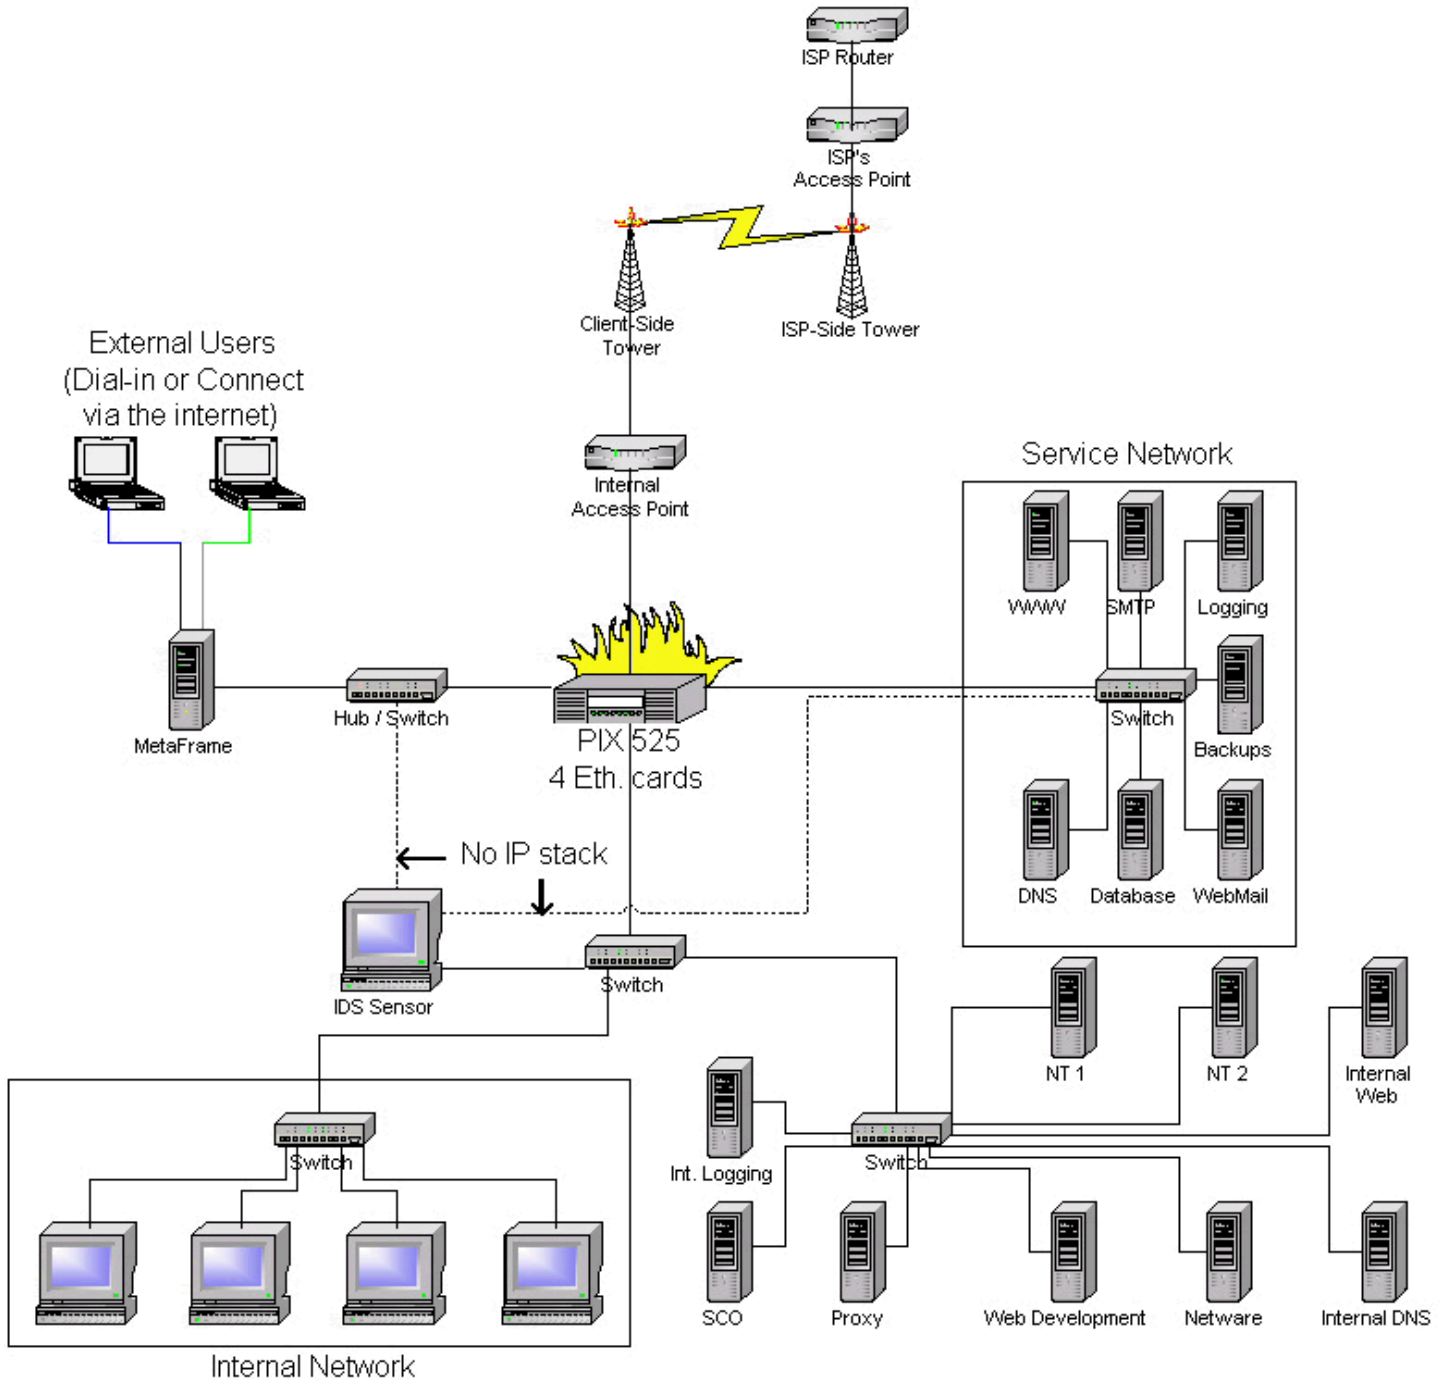 ISP Router
ISP's
Access Point
Client-Side
Tower
ISP-Side Tower
External Users
(Dial-in or Connect
via the internet)
Internal
Access Point
Service Network
WWW
SMTP
Logging
MetaFrame
Hub / Switch
PIX 525
4 Eth. cards
Switch
Backups
No IP stack
DNS
Database
WebMail
IDS Sensor
Switch
NT 1
NT 2
Internal
Web
Switch
Int. Logging
Switch
SCO
Proxy
Web Development
Netware
Internal DNS
Internal Network